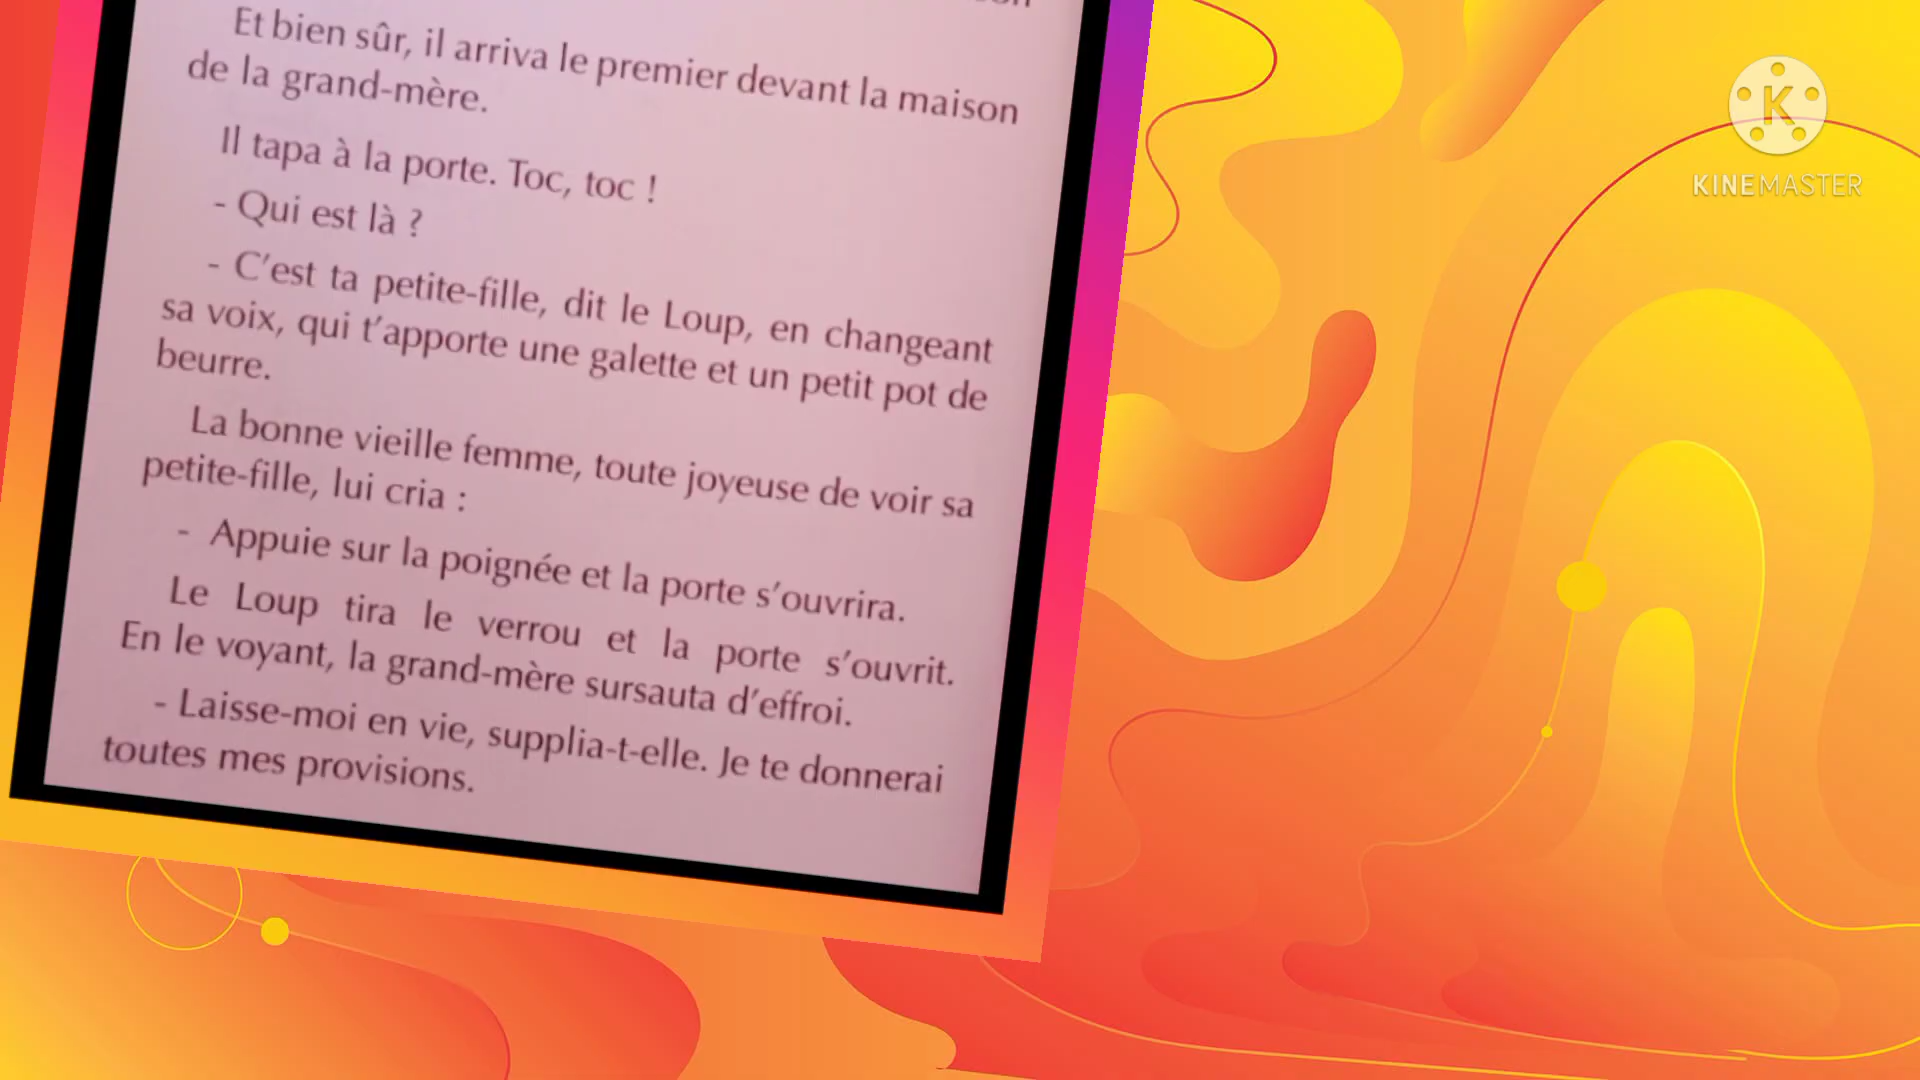 Et bien sûr, il arriva le premier devant la maison
de la grand-mère.
Il tapa à la porte. Toc, toc !
- Qui est là ?
- C’est ta petite-fille, dit le Loup, en changeant
sa voix, qui t’apporte une galette et un petit pot de
beurre.
La bonne vieille femme, toute joyeuse de voir sa
petite-fille, lui cria :
- Appuie sur la poignée et la porte s’ouvrira.
Le Loup tira le verrou et la porte s’ouvrit.
En le voyant, la grand-mère sursauta d’effroi.
- Laisse-moi en vie, supplia-t-elle. Je te donnerai
toutes mes provisions.
K
KINEMASTER